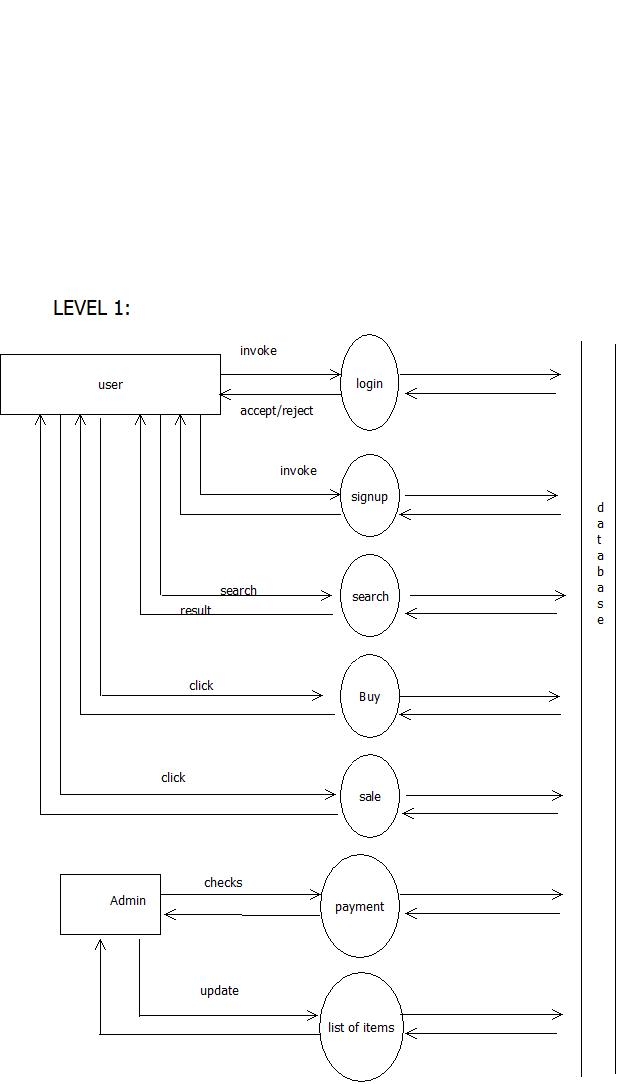 LEVEL 1:
invoke
user
login
accept/reject
invoke
signup
database
search
search
result
click
Buy
click
sale
checks
Admin
payment
update
list of items